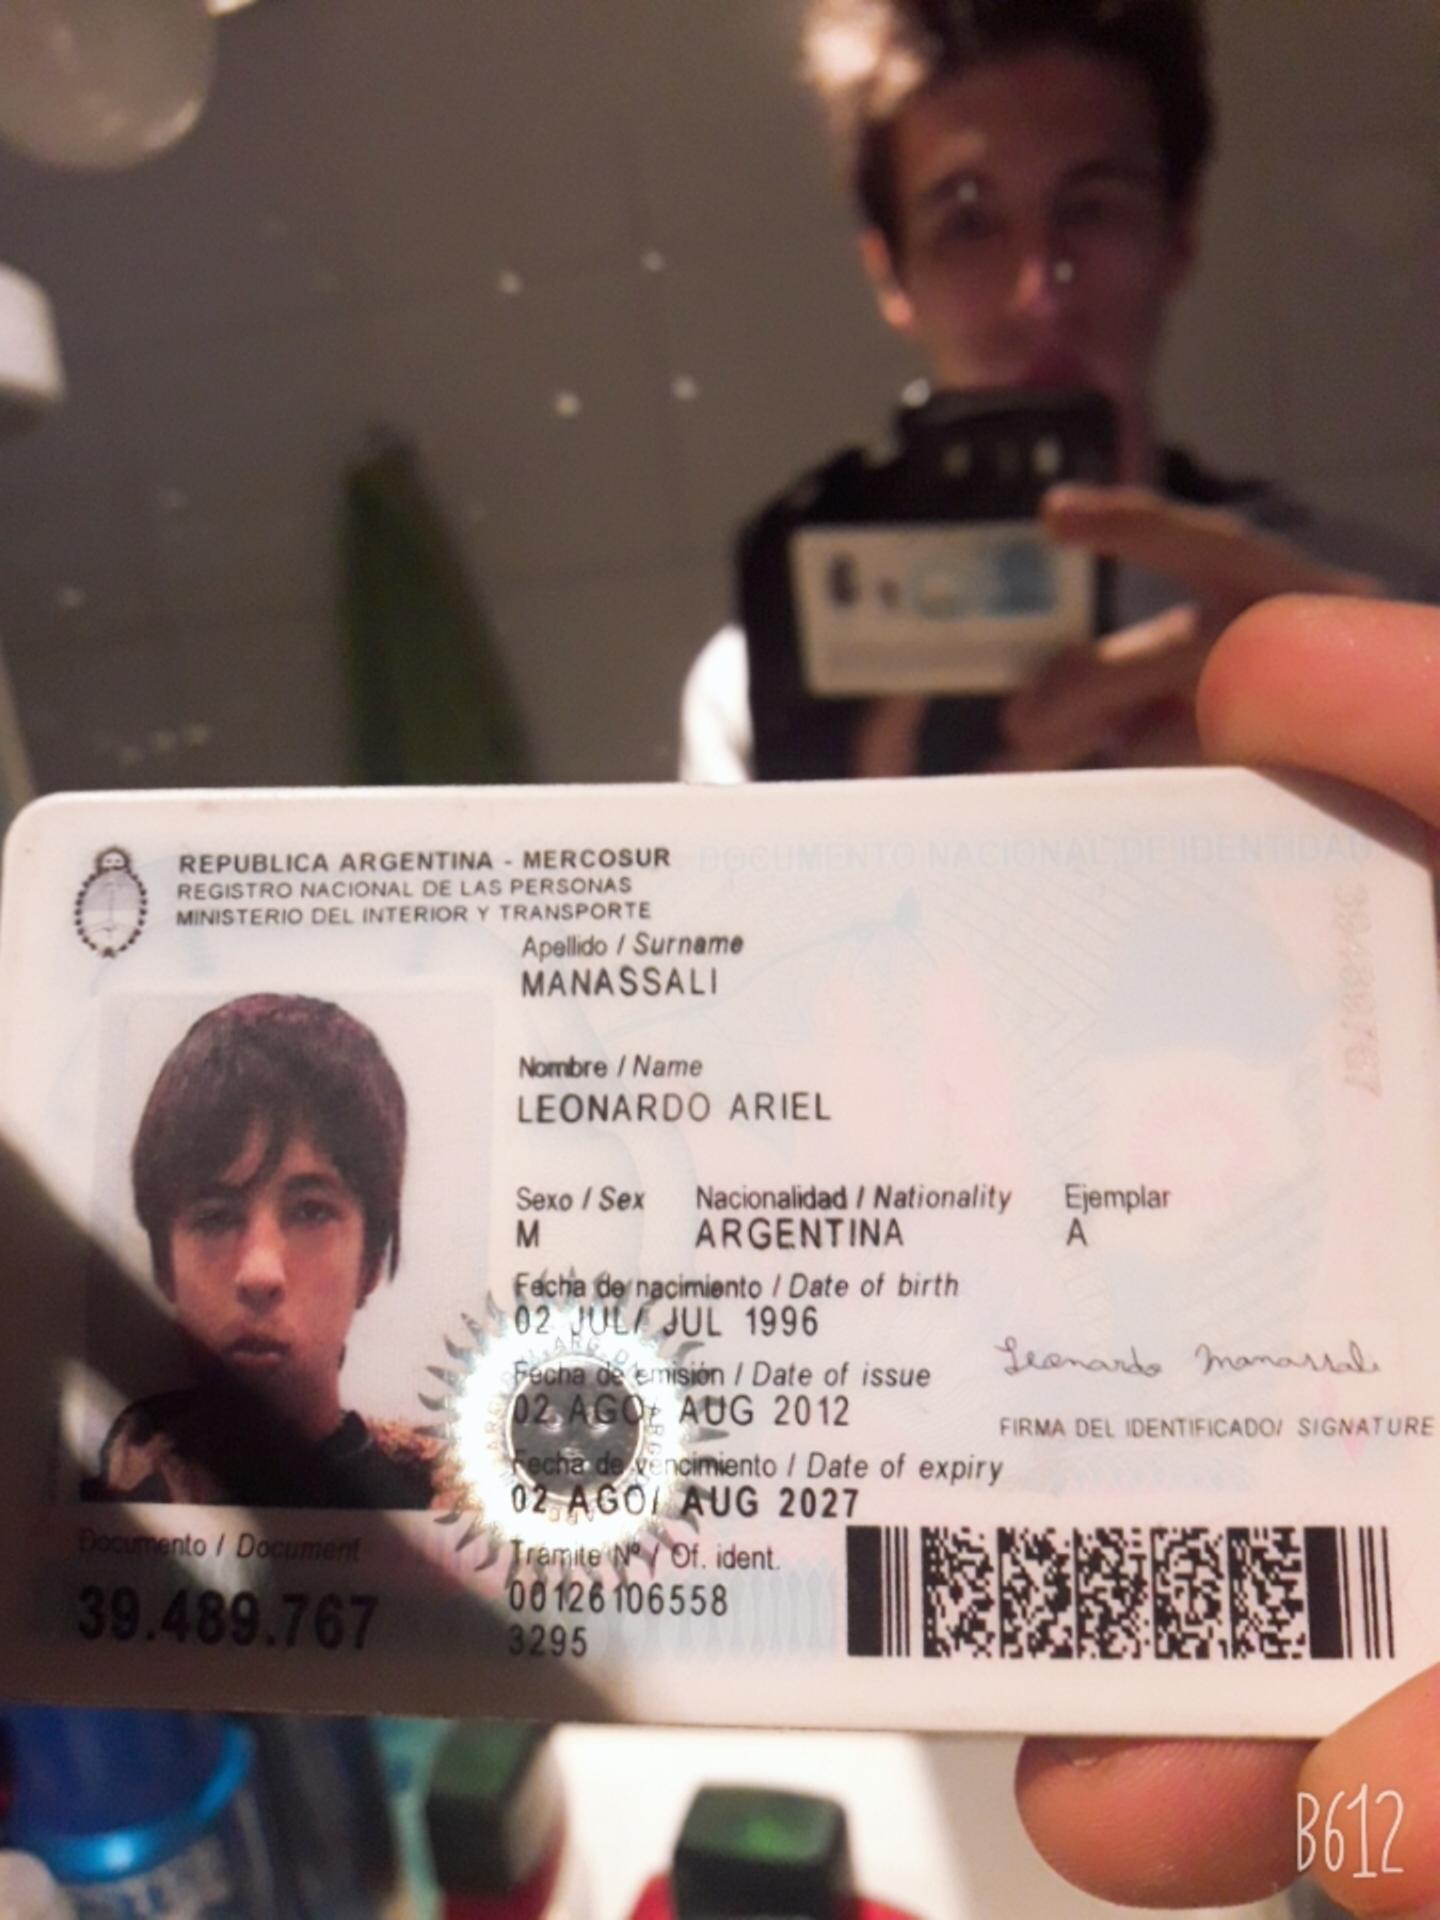 REPUBLICA ARGENTINA - MERCOSUR
REGISTRO NACIONAL DE LAS PERSONAS
MINISTERIO DEL INTERIOR Y TRANSPORTE
DOCUMENTO NACIONAL DE IDENTIDAD
Apellido / Surname
MANASSALI
Nombre / Name
LEONARDO ARIEL
Sexo / Sex Nacionalidad / Nationality Ejemplar
M ARGENTINA A
Fecha de nacimiento / Date of birth
02 JUL/ JUL 1996
Fecha de emisión / Date of issue
02 AGO/ AUG 2012
Fecha de vencimiento / Date of expiry
02 AGO/ AUG 2027
Leonardo Manassali
FIRMA DEL IDENTIFICADO/ SIGNATURE
Documento / Document
39.489.767
Tramite Nº / Of. ident.
00126106558
3295
39489767
B612